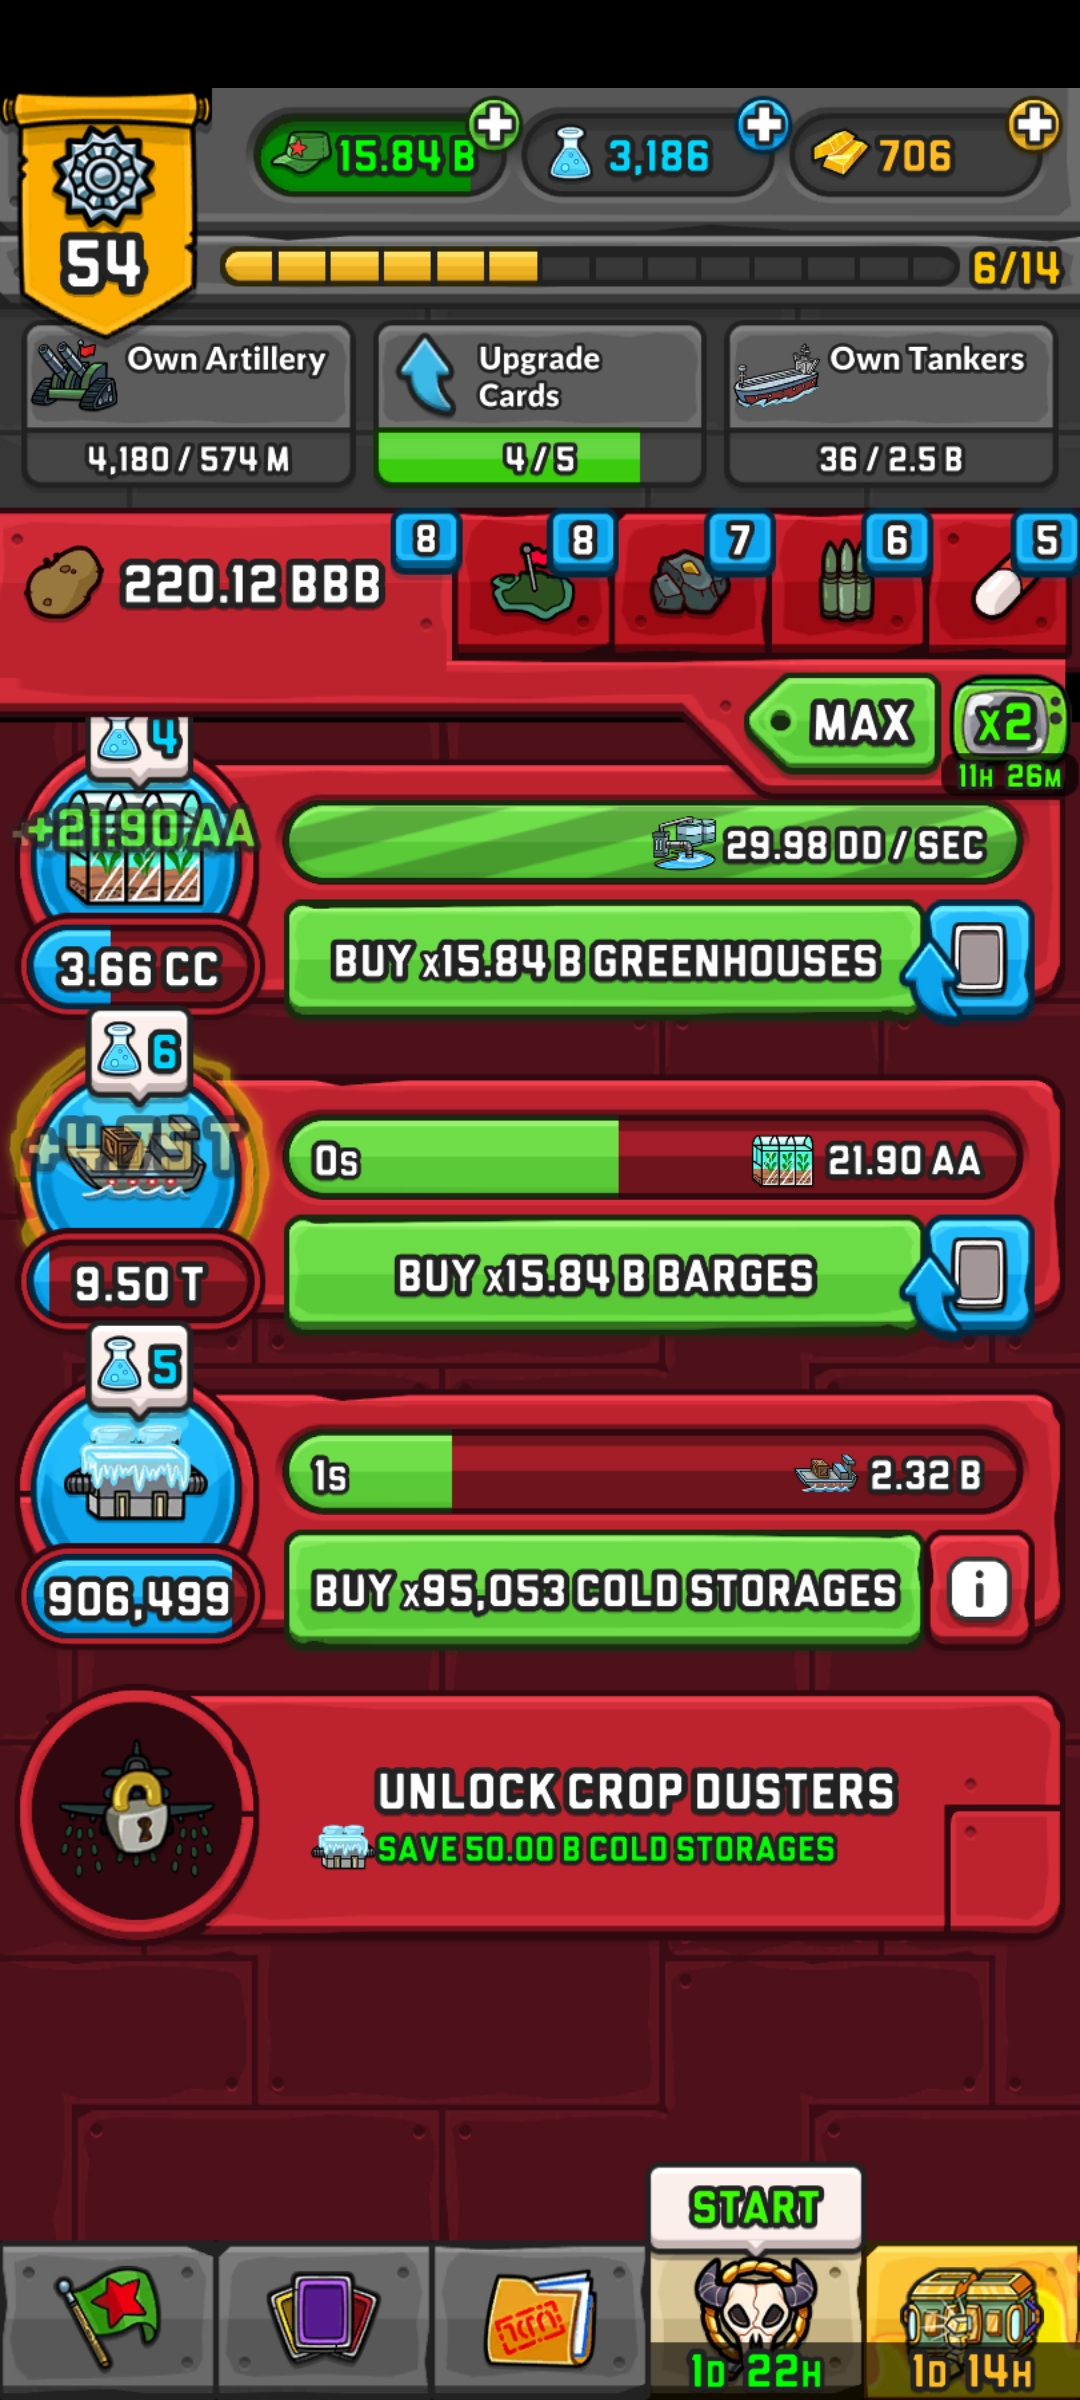 54
15.84 B
3,186
706
6/14
Own Artillery
4,180 / 574 M
Upgrade
Cards
4 / 5
Own Tankers
36 / 2.5 B
220.12 BBB
8
8
7
6
5
MAX
x2
11H 26M
4
+21.90 AA
29.98 DD / SEC
3.66 CC
BUY x15.84 B GREENHOUSES
6
+4.75 T
0s
21.90 AA
9.50 T
BUY x15.84 B BARGES
5
1s
2.32 B
906,499
BUY x95,053 COLD STORAGES
i
UNLOCK CROP DUSTERS
SAVE 50.00 B COLD STORAGES
START
1D 22H
1D 14H